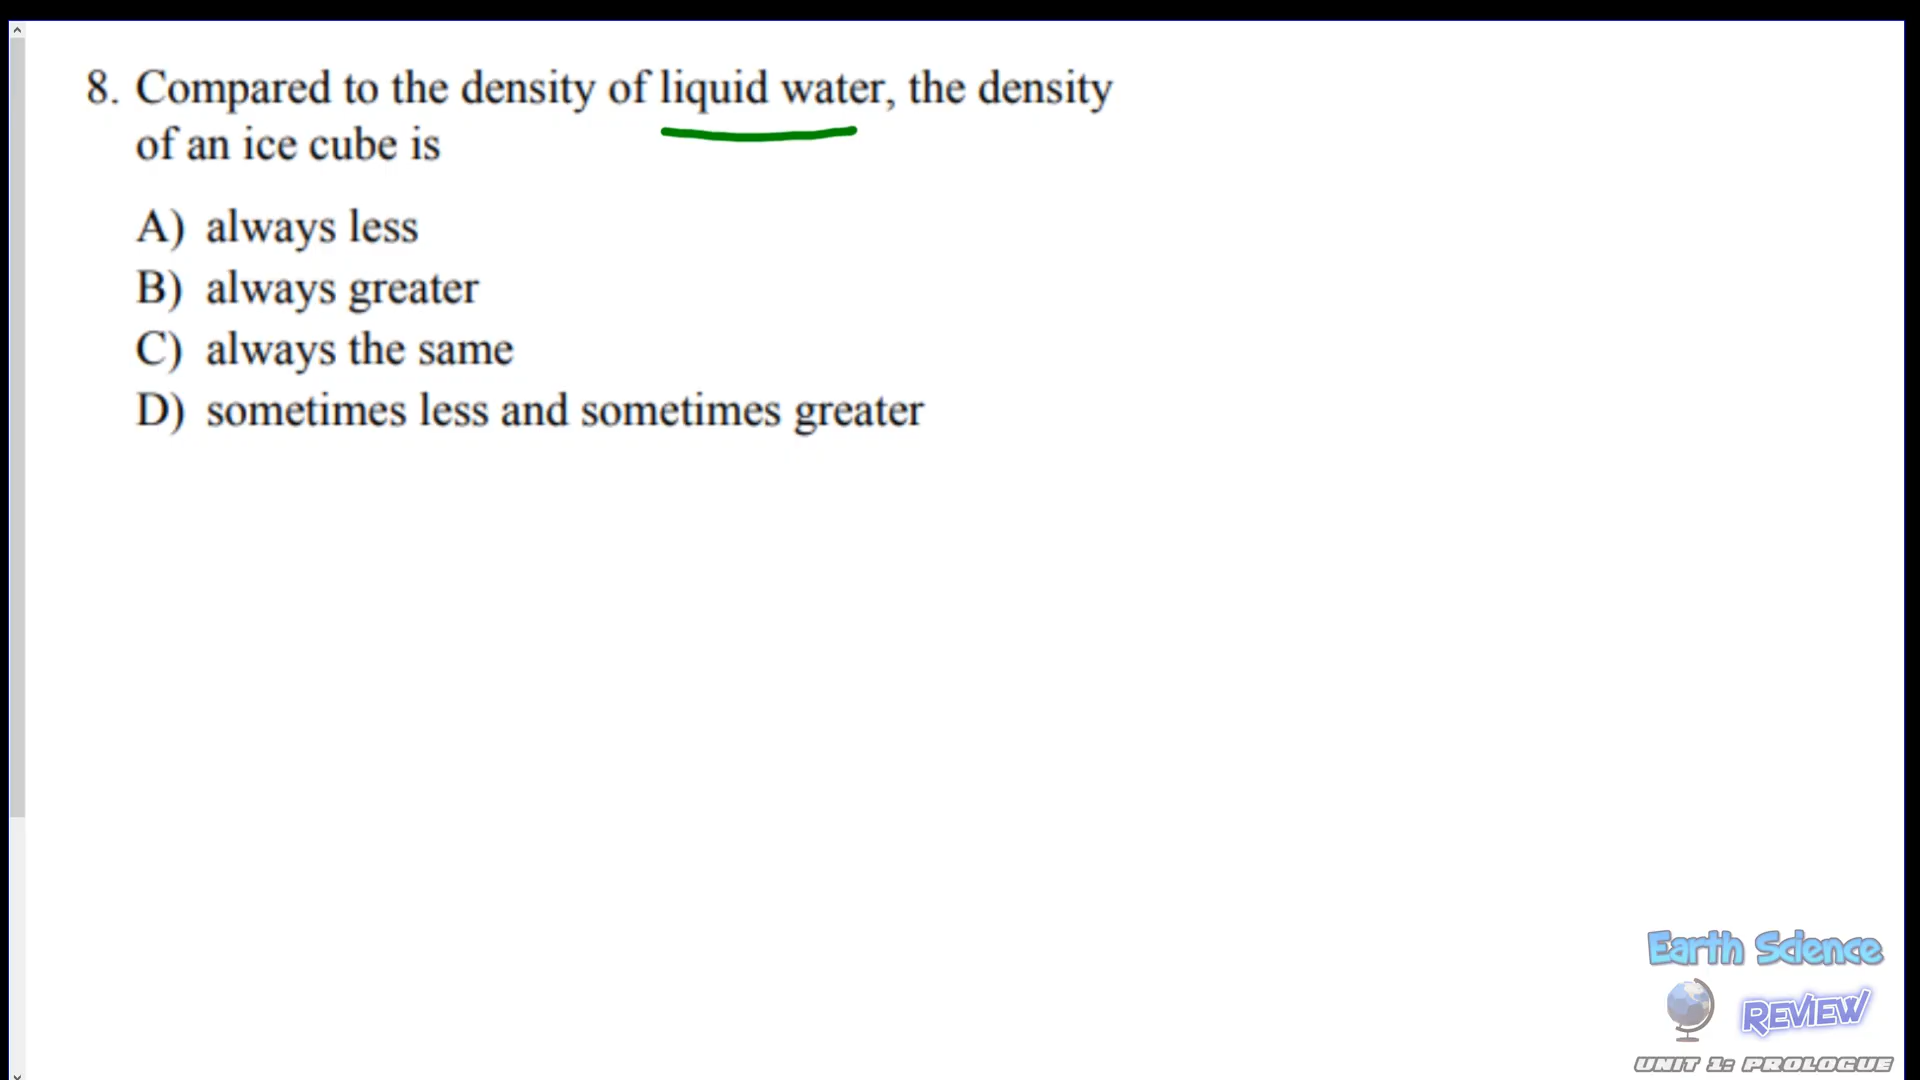 8. Compared to the density of liquid water, the density
of an ice cube is
A) always less
B) always greater
C) always the same
D) sometimes less and sometimes greater
Earth Science
REVIEW
UNIT 1: PROLOGUE